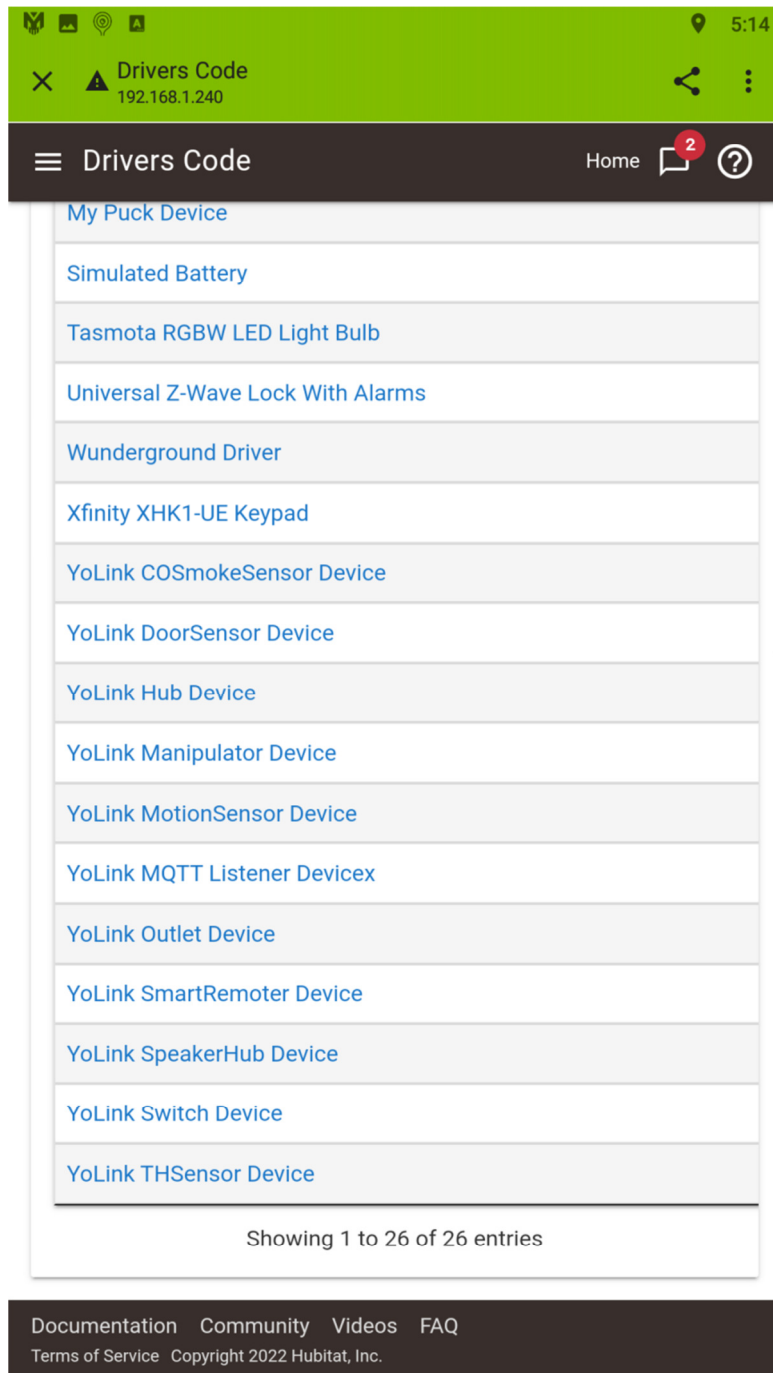 5:14
Drivers Code
192.168.1.240
Drivers Code
Home
2
My Puck Device
Simulated Battery
Tasmota RGBW LED Light Bulb
Universal Z-Wave Lock With Alarms
Wunderground Driver
Xfinity XHK1-UE Keypad
YoLink COSmokeSensor Device
YoLink DoorSensor Device
YoLink Hub Device
YoLink Manipulator Device
YoLink MotionSensor Device
YoLink MQTT Listener Devicex
YoLink Outlet Device
YoLink SmartRemoter Device
YoLink SpeakerHub Device
YoLink Switch Device
YoLink THSensor Device
Showing 1 to 26 of 26 entries
Documentation Community Videos FAQ
Terms of Service Copyright 2022 Hubitat, Inc.